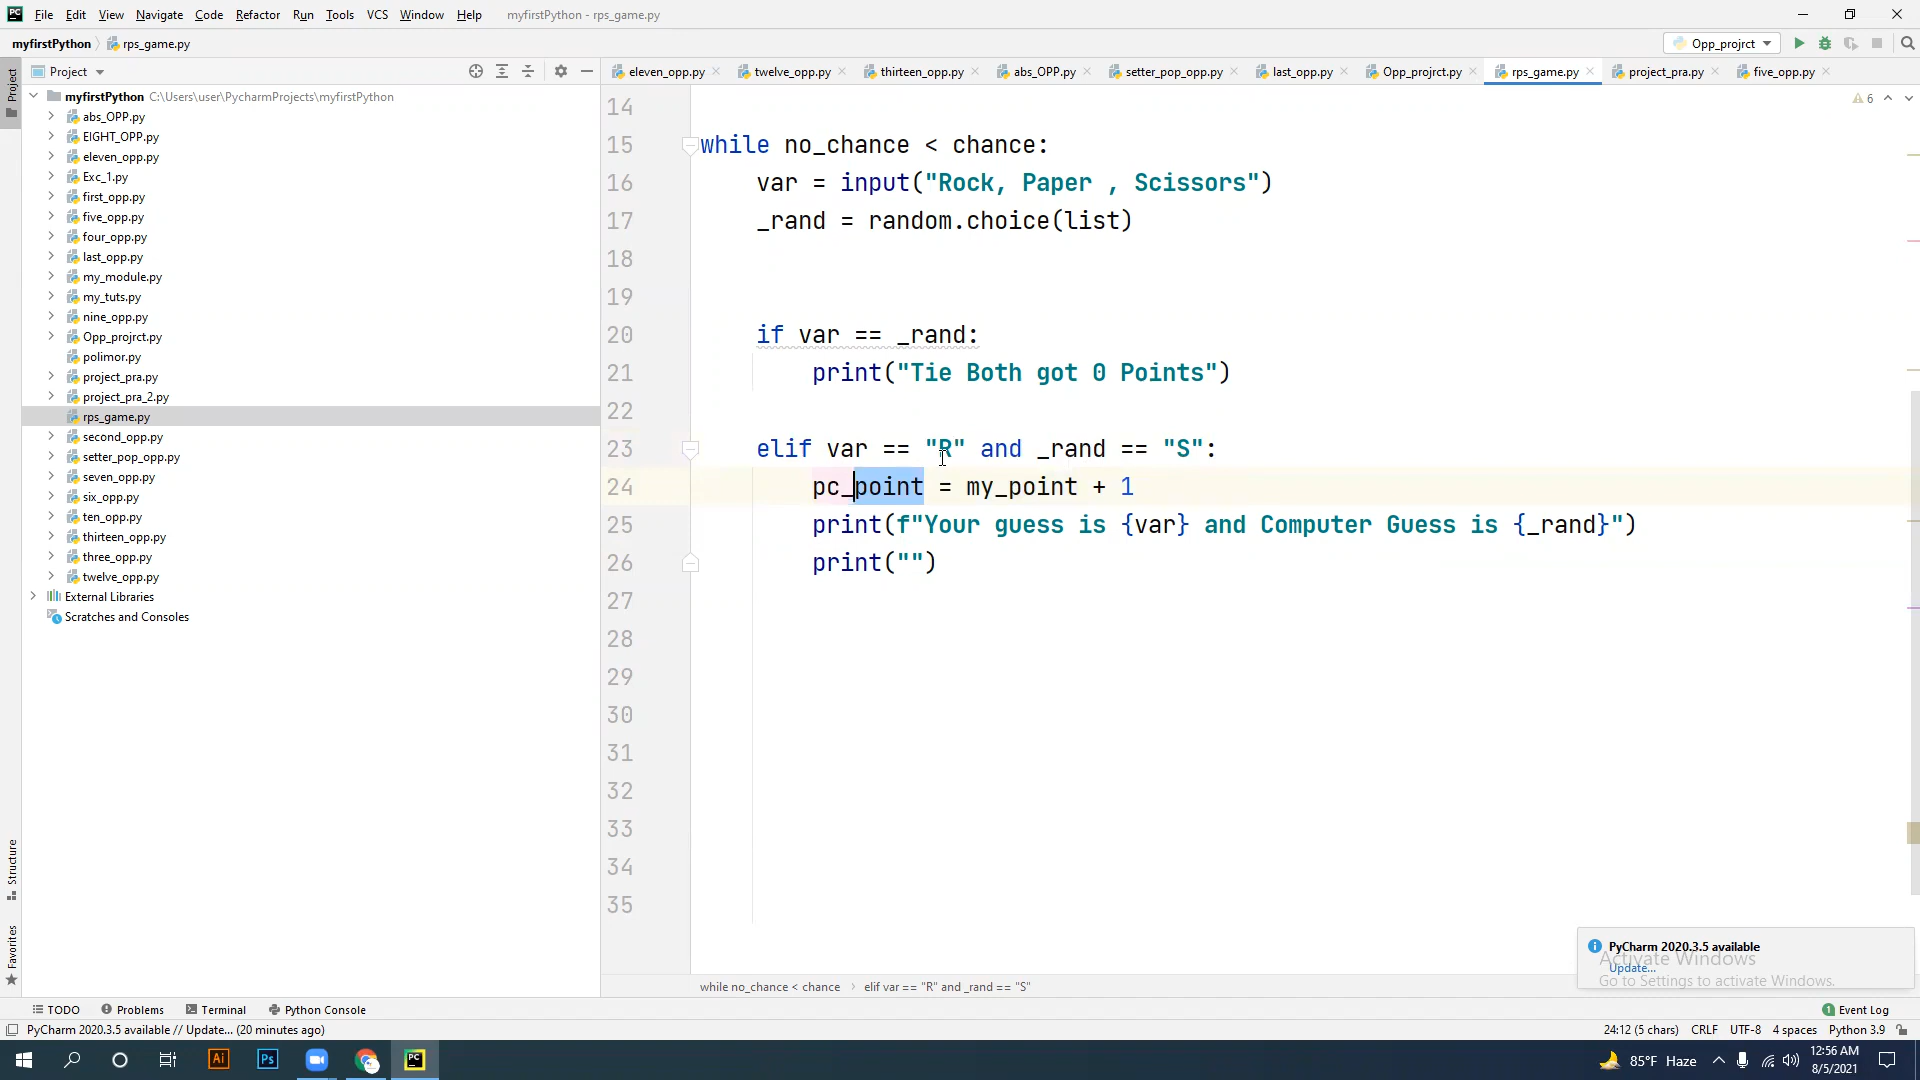 PC File Edit View Navigate Code Refactor Run Tools VCS Window Help myfirstPython - rps_game.py
myfirstPython rps_game.py Opp_projrct
Project
Project
eleven_opp.py twelve_opp.py thirteen_opp.py abs_OPP.py setter_pop_opp.py last_opp.py Opp_projrct.py rps_game.py project_pra.py five_opp.py
myfirstPython C:\Users\user\PycharmProjects\myfirstPython
abs_OPP.py
EIGHT_OPP.py
eleven_opp.py
Exc_1.py
first_opp.py
five_opp.py
four_opp.py
last_opp.py
my_module.py
my_tuts.py
nine_opp.py
Opp_projrct.py
polimor.py
project_pra.py
project_pra_2.py
rps_game.py
second_opp.py
setter_pop_opp.py
seven_opp.py
six_opp.py
ten_opp.py
thirteen_opp.py
three_opp.py
twelve_opp.py
External Libraries
Scratches and Consoles
6
14
15 while no_chance < chance:
16 var = input("Rock, Paper , Scissors")
17 _rand = random.choice(list)
18
19
20 if var == _rand:
21 print("Tie Both got 0 Points")
22
23 elif var == "R" and _rand == "S":
24 pc_point = my_point + 1
25 print(f"Your guess is {var} and Computer Guess is {_rand}")
26 print("")
27
28
29
30
31
32
33
34
35
Structure
Favorites
PyCharm 2020.3.5 available
Update...
Activate Windows
Go to Settings to activate Windows.
while no_chance < chance elif var == "R" and _rand == "S"
TODO Problems Terminal Python Console 1 Event Log
PyCharm 2020.3.5 available // Update... (20 minutes ago) 24:12 (5 chars) CRLF UTF-8 4 spaces Python 3.9
Ai Ps PC 85°F Haze 12:56 AM
8/5/2021